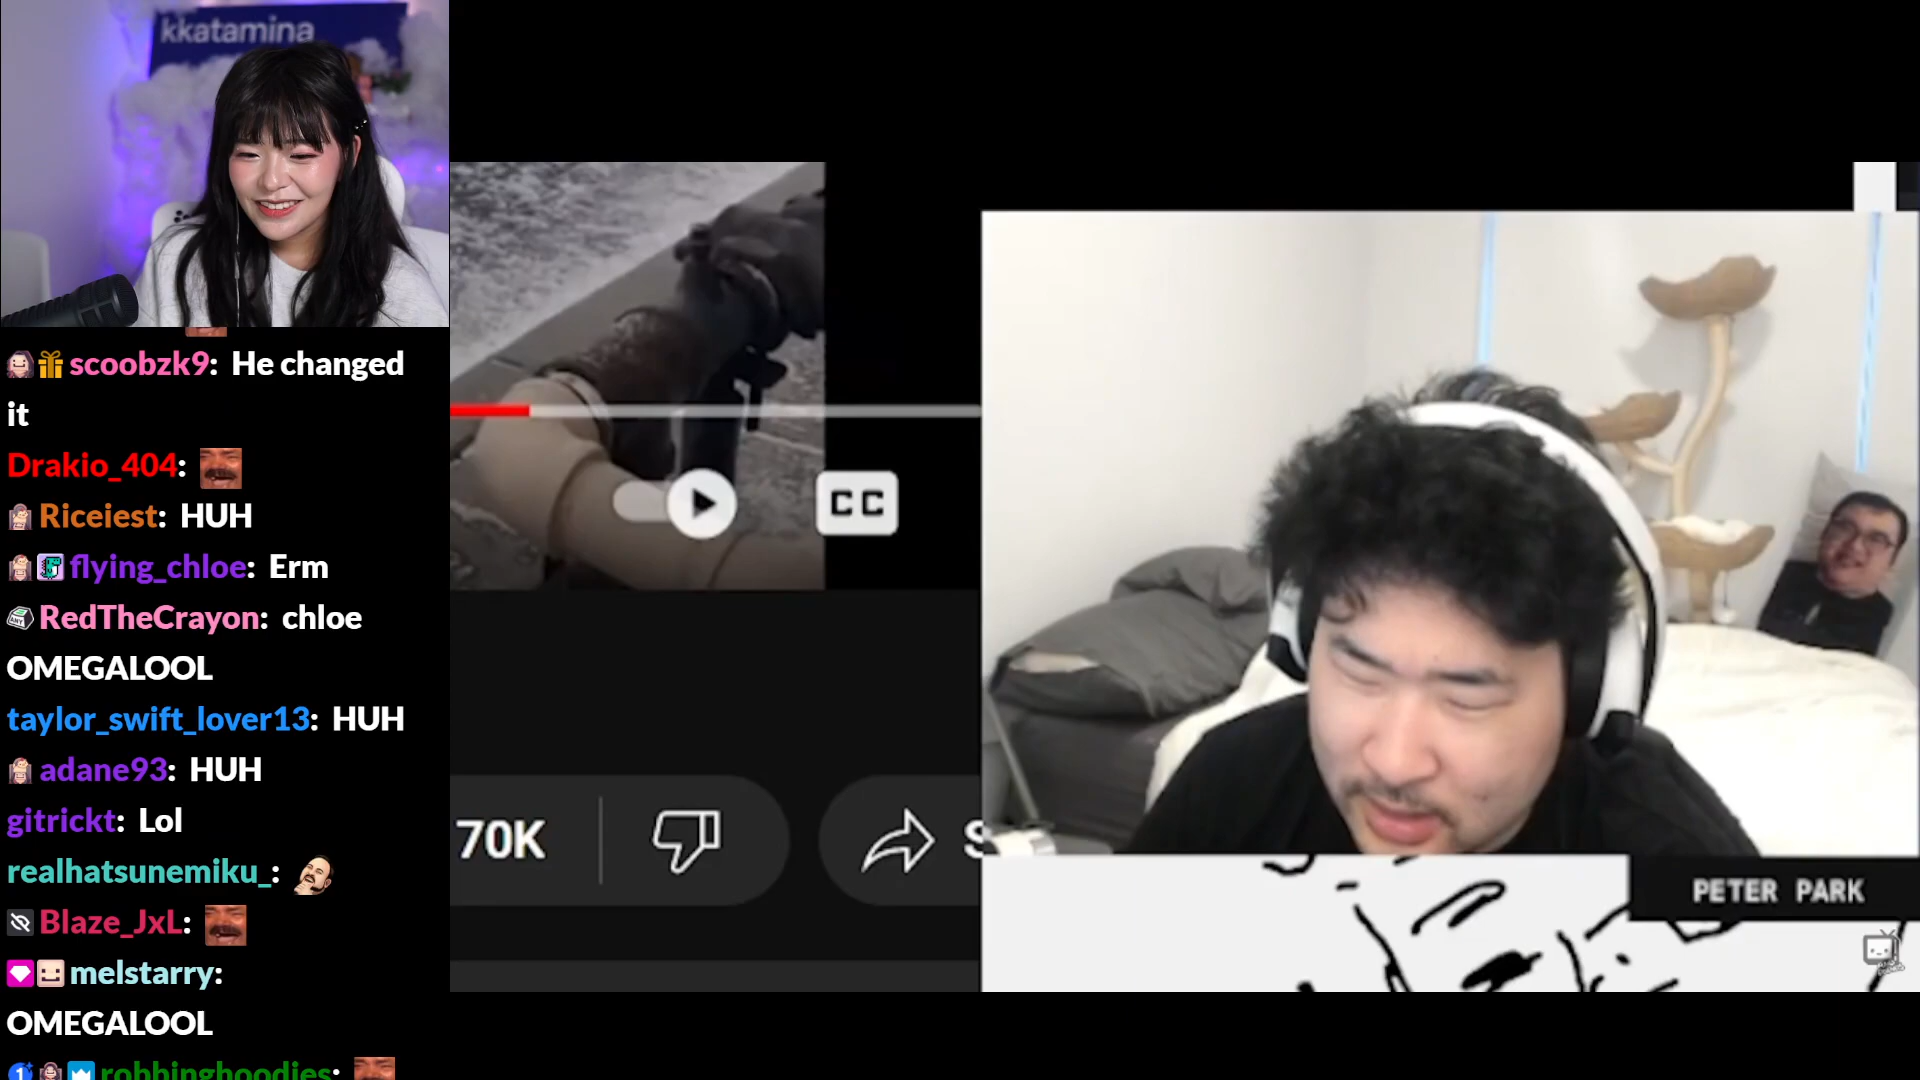 kkatamina
scoobzk9: He changed
it
Drakio_404:
Riceiest: HUH
flying_chloe: Erm
RedTheCrayon: chloe
OMEGALOOL
taylor_swift_lover13: HUH
adane93: HUH
gitrickt: Lol
realhatsunemiku_:
Blaze_JxL:
melstarry:
OMEGALOOL
robbinghoodies:
CC
70K
S
PETER PARK